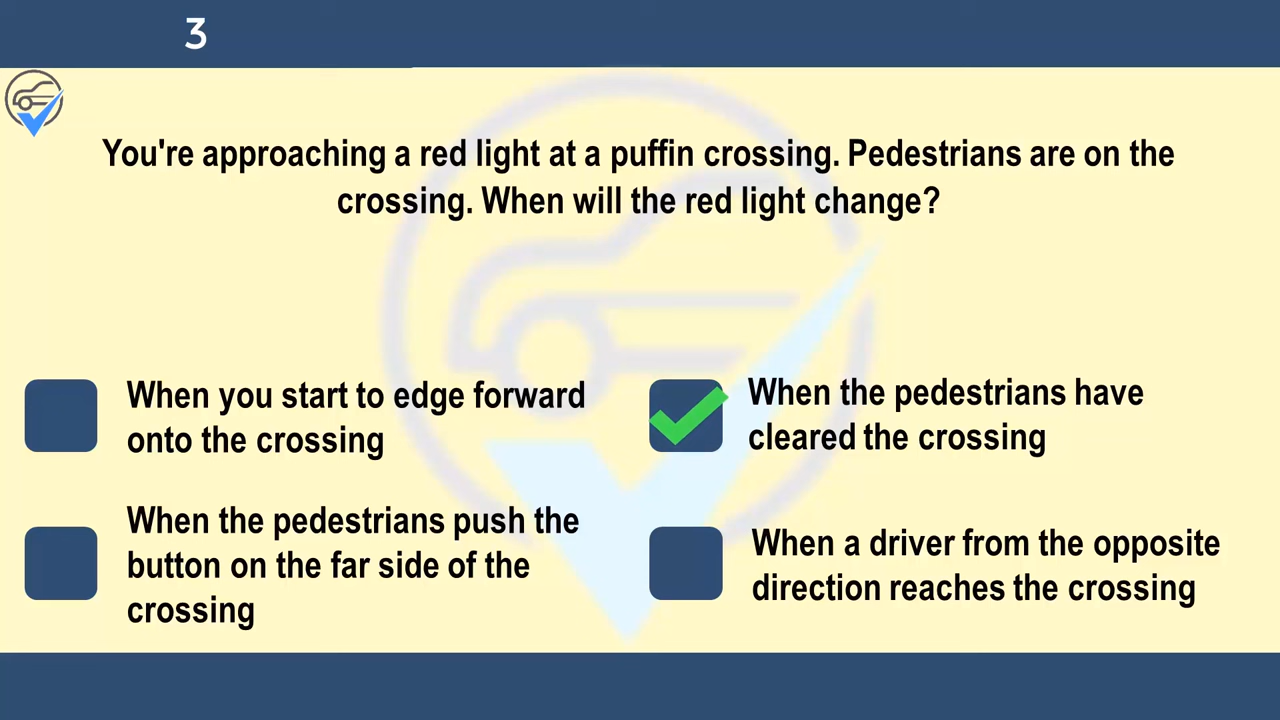 3
You're approaching a red light at a puffin crossing. Pedestrians are on the
crossing. When will the red light change?
When you start to edge forward
onto the crossing
When the pedestrians have
cleared the crossing
When the pedestrians push the
button on the far side of the
crossing
When a driver from the opposite
direction reaches the crossing